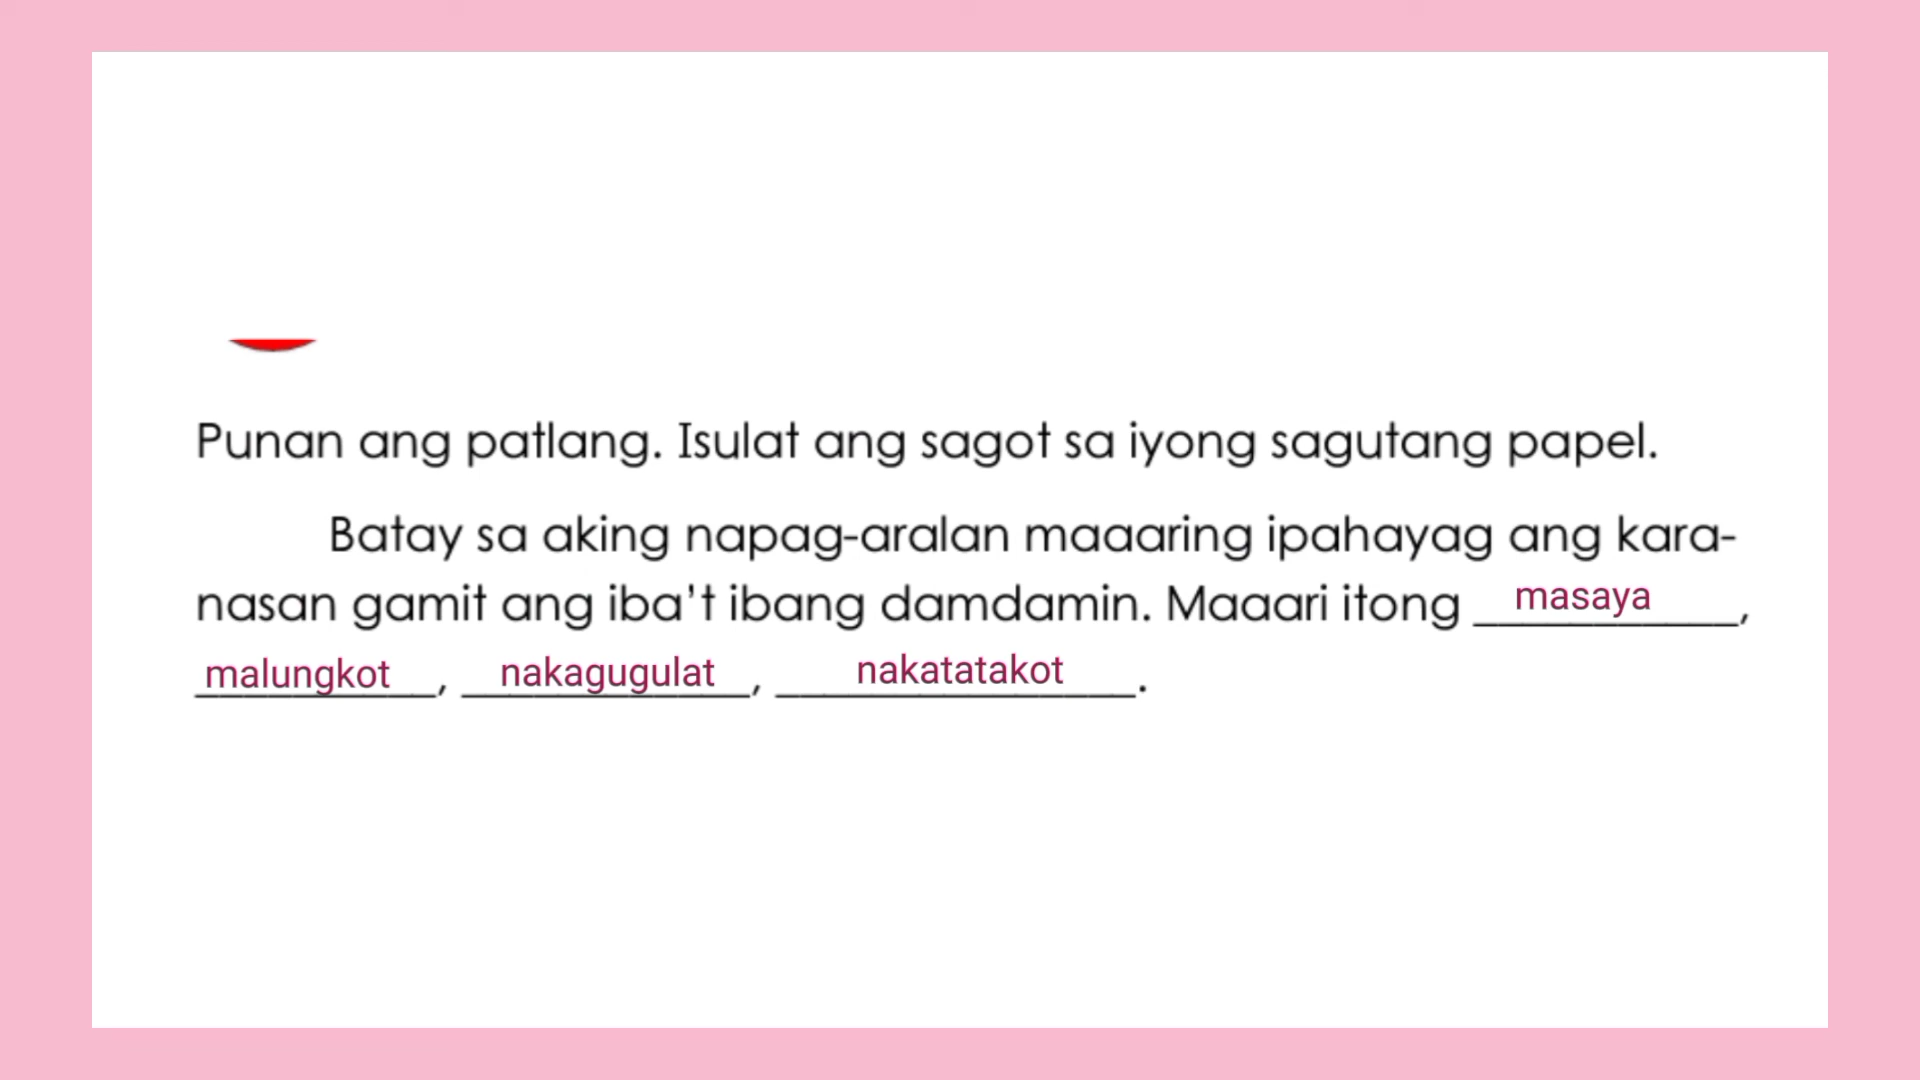 Punan ang patlang. Isulat ang sagot sa iyong sagutang papel.
Batay sa aking napag-aralan maaaring ipahayag ang kara-
nasan gamit ang iba't ibang damdamin. Maaari itong masaya,
malungkot, nakagugulat, nakatatakot.